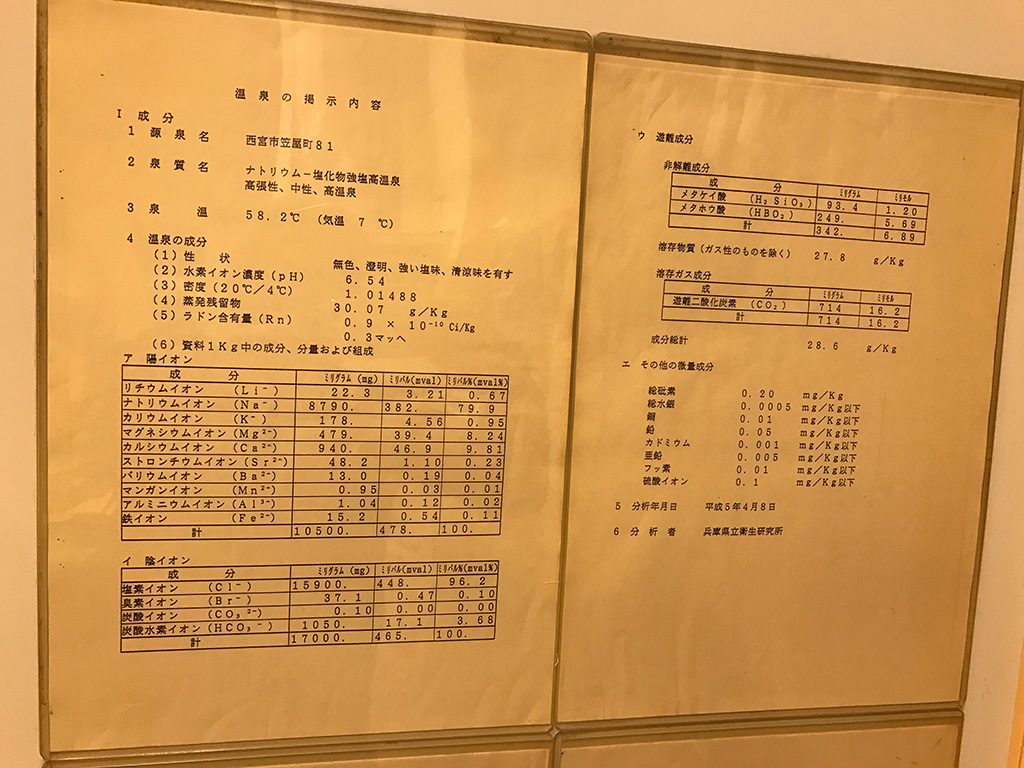 温泉の掲示内容
Ⅰ 成分
1 源泉名 西宮市笠屋町81
2 泉質名 ナトリウム－塩化物強塩高温泉
高張性、中性、高温泉
3 泉温 58.2℃ (気温 7 ℃)
4 温泉の成分
(1) 性状 無色、澄明、強い塩味、清涼味を有す
(2) 水素イオン濃度 (pH) 6.54
(3) 密度 (20℃/4℃) 1.01488
(4) 蒸発残留物 30.07 g/Kg
(5) ラドン含有量 (Rn) 0.9 × 10⁻¹⁰ Ci/Kg
0.3マッヘ
(6) 資料1Kg中の成分、分量および組成
ア 陽イオン
成分 ミリグラム (mg) ミリバル(mval) ミリバル%(mval%)
リチウムイオン (Li⁻) 22.3 3.21 0.67
ナトリウムイオン (Na⁻) 8790. 382. 79.9
カリウムイオン (K⁻) 178. 4.56 0.95
マグネシウムイオン (Mg²⁻) 479. 39.4 8.24
カルシウムイオン (Ca²⁻) 940. 46.9 9.81
ストロンチウムイオン (Sr²⁻) 48.2 1.10 0.23
バリウムイオン (Ba²⁻) 13.0 0.19 0.04
マンガンイオン (Mn²⁻) 0.95 0.03 0.01
アルミニウムイオン (Al³⁻) 1.04 0.12 0.02
鉄イオン (Fe²⁻) 15.2 0.54 0.11
計 10500. 478. 100.
イ 陰イオン
成分 ミリグラム (mg) ミリバル(mval) ミリバル%(mval%)
塩素イオン (Cl⁻) 15900. 448. 96.2
臭素イオン (Br⁻) 37.1 0.47 0.10
炭酸イオン (CO₃²⁻) 0.10 0.00 0.00
炭酸水素イオン (HCO₃⁻) 1050. 17.1 3.68
計 17000. 465. 100.
ウ 遊離成分
非解離成分
成分 ミリグラム ミリモル
メタケイ酸 (H₂SiO₃) 93.4 1.20
メタホウ酸 (HBO₂) 249. 5.69
計 342. 6.89
溶存物質 (ガス性のものを除く) 27.8 g/Kg
溶存ガス成分
成分 ミリグラム ミリモル
遊離二酸化炭素 (CO₂) 714 16.2
計 714 16.2
成分総計 28.6 g/Kg
エ その他の微量成分
総砒素 0.20 mg/Kg
総水銀 0.0005 mg/Kg以下
銅 0.01 mg/Kg以下
鉛 0.05 mg/Kg以下
カドミウム 0.001 mg/Kg以下
亜鉛 0.005 mg/Kg以下
フッ素 0.01 mg/Kg以下
硫酸イオン 0.1 mg/Kg以下
5 分析年月日 平成5年4月8日
6 分析者 兵庫県立衛生研究所